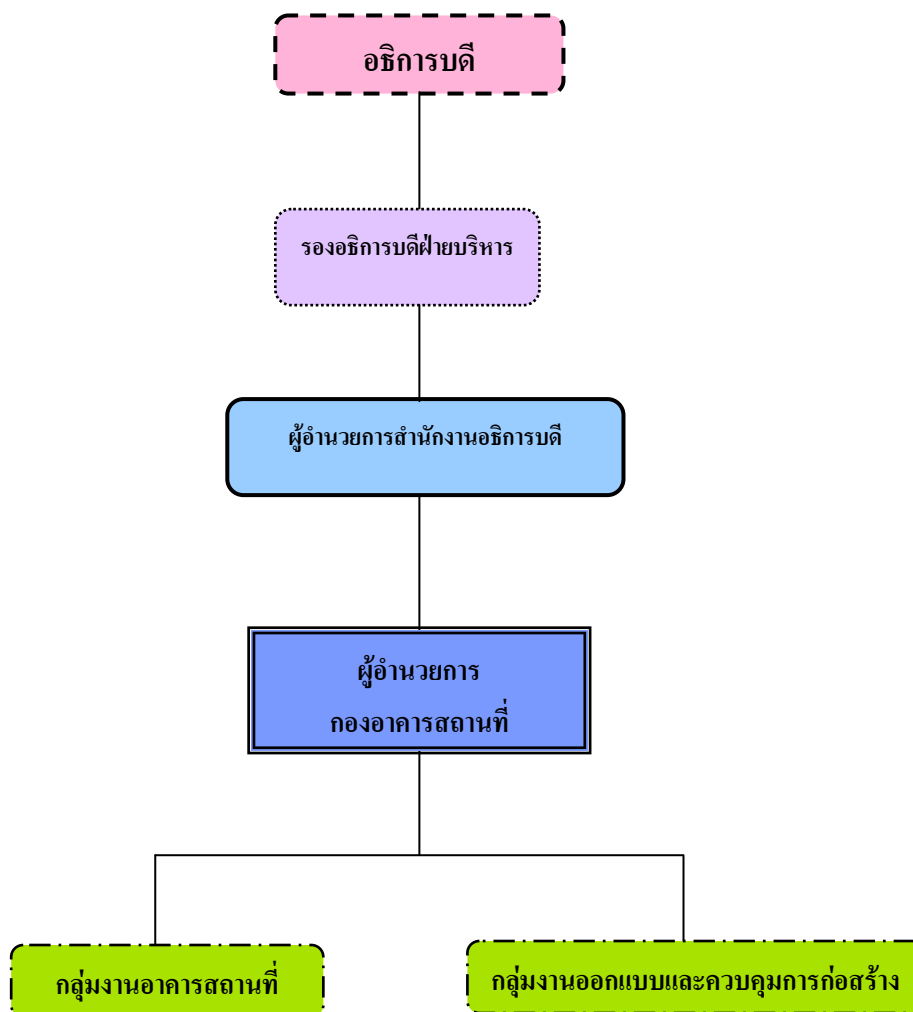 อธิการบดี
รองอธิการบดีฝ่ายบริหาร
ผู้อำนวยการสำนักงานอธิการบดี
ผู้อำนวยการ
กองอาคารสถานที่
กลุ่มงานอาคารสถานที่
กลุ่มงานออกแบบและควบคุมการก่อสร้าง